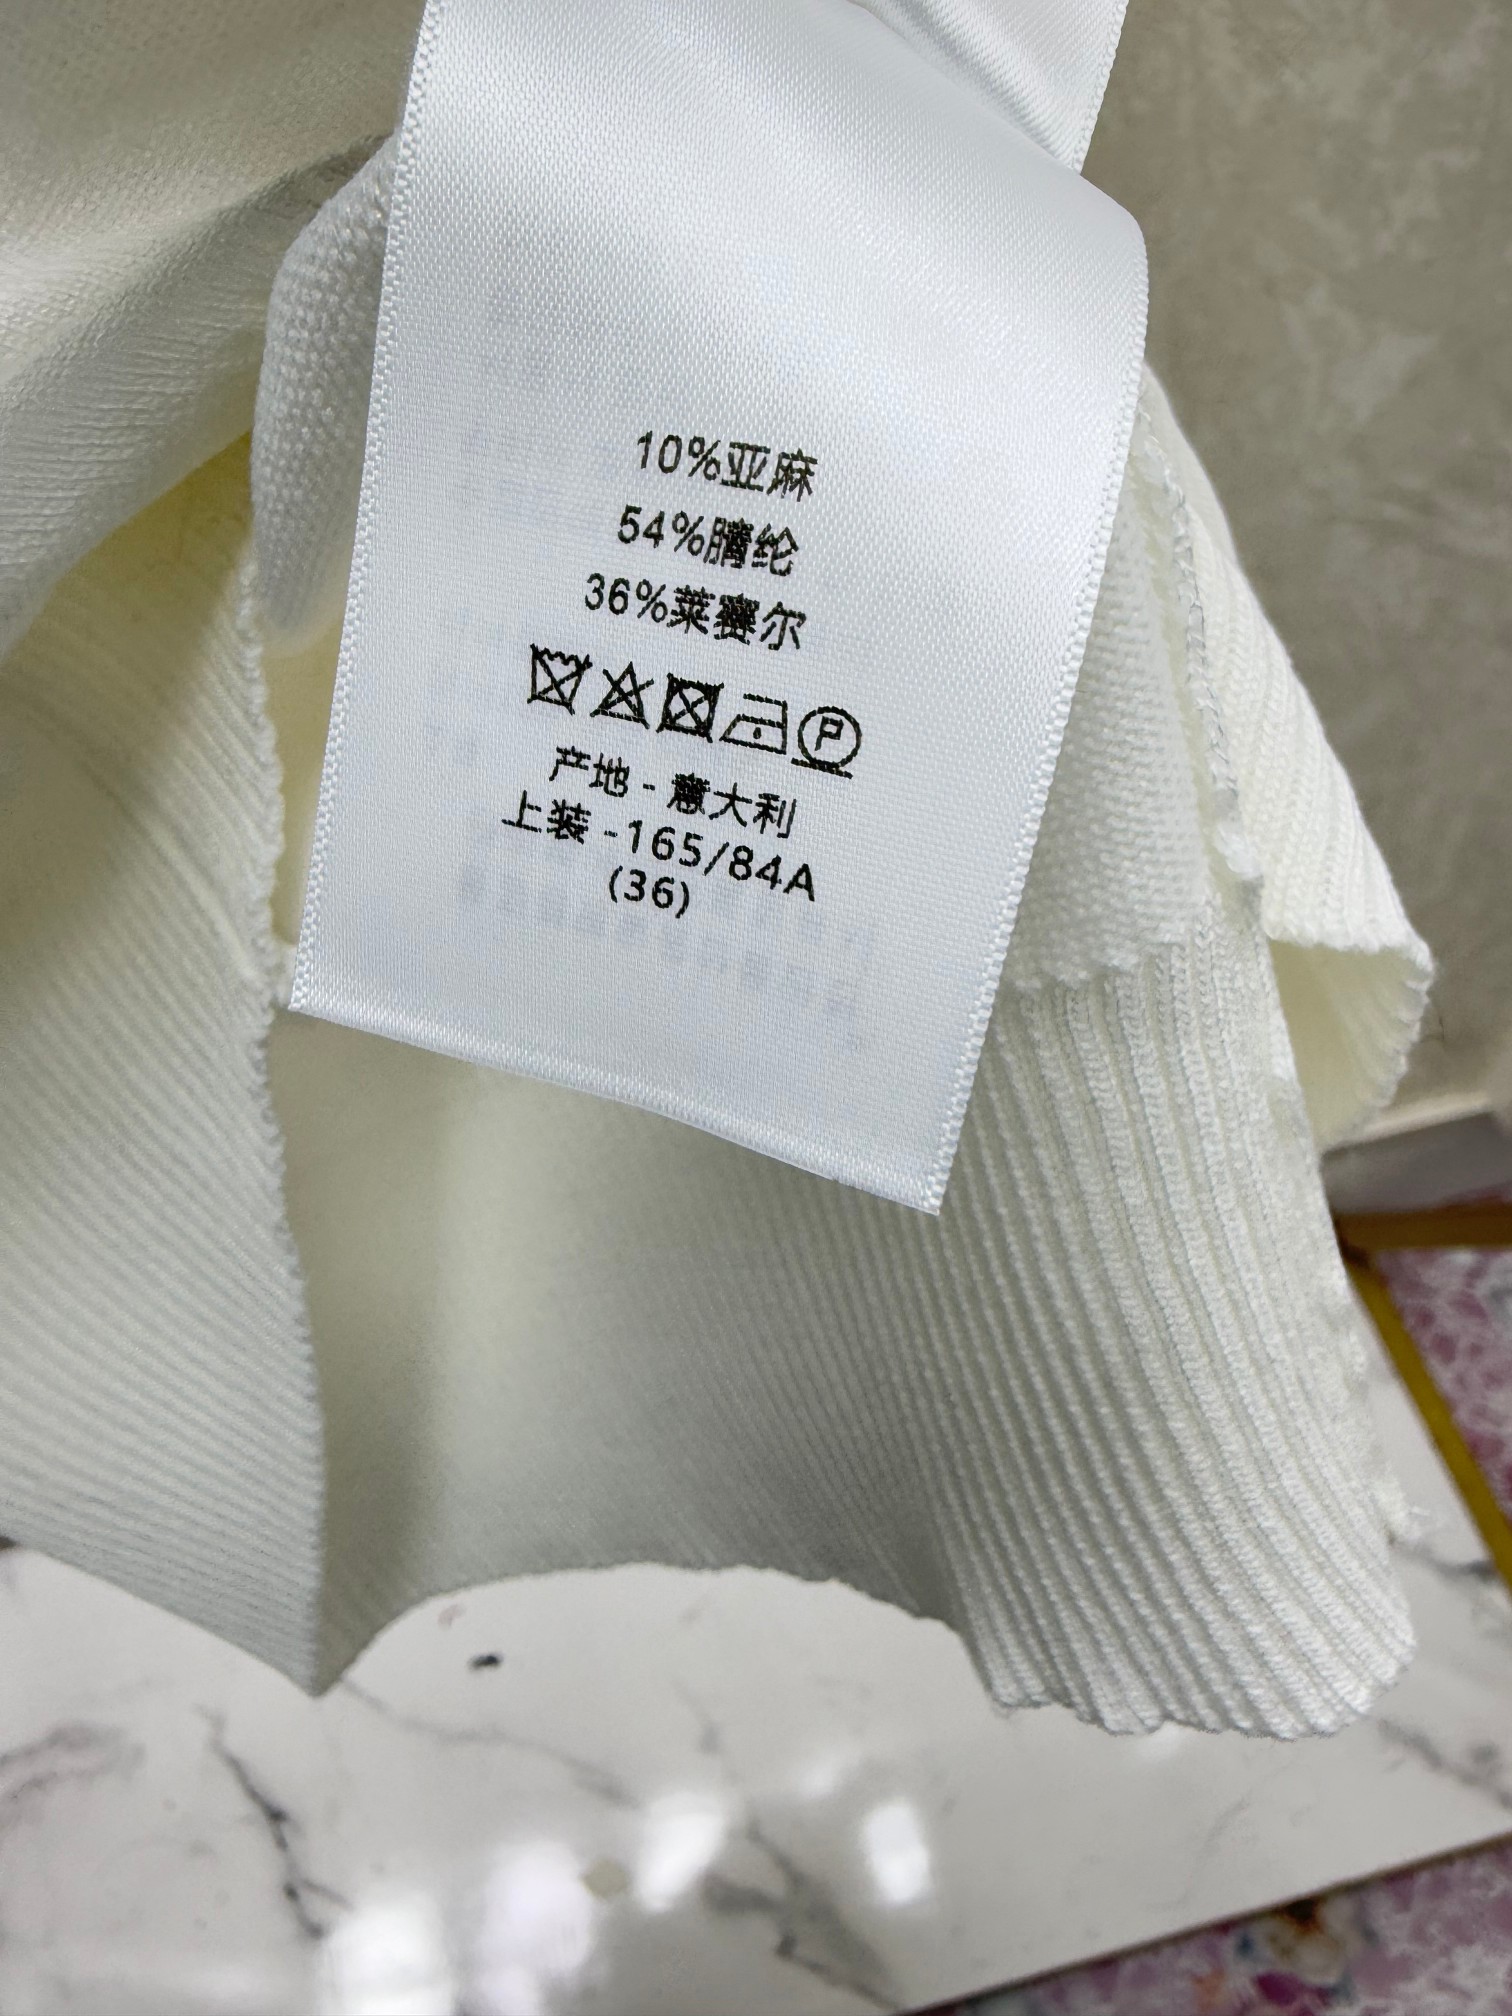 10%亚麻
54%腈纶
36%莱赛尔
P
产地 - 意大利
上装 -165/84A
(36)